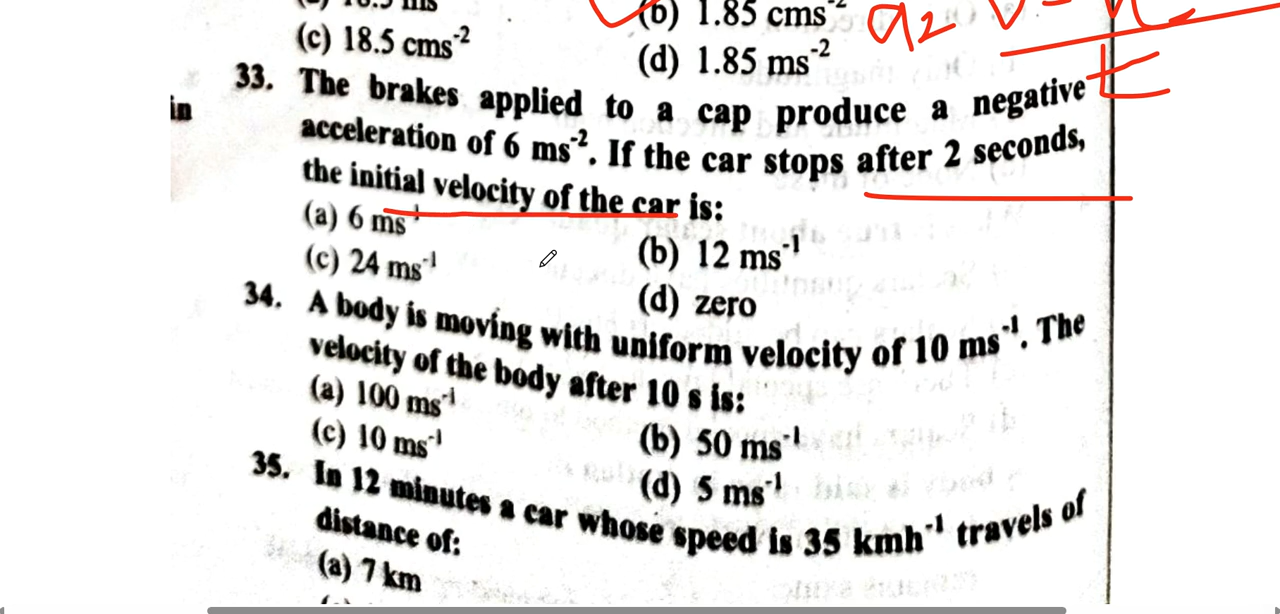 (c) 18.5 cms⁻²
(b) 1.85 cms⁻²
(d) 1.85 ms⁻²
a =
t
in
33. The brakes applied to a cap produce a negative
acceleration of 6 ms⁻². If the car stops after 2 seconds,
the initial velocity of the car is:
(a) 6 ms⁻¹
(b) 12 ms⁻¹
(c) 24 ms⁻¹
(d) zero
34. A body is moving with uniform velocity of 10 ms⁻¹. The
velocity of the body after 10 s is:
(a) 100 ms⁻¹
(b) 50 ms⁻¹
(c) 10 ms⁻¹
(d) 5 ms⁻¹
35. In 12 minutes a car whose speed is 35 kmh⁻¹ travels of
distance of:
(a) 7 km